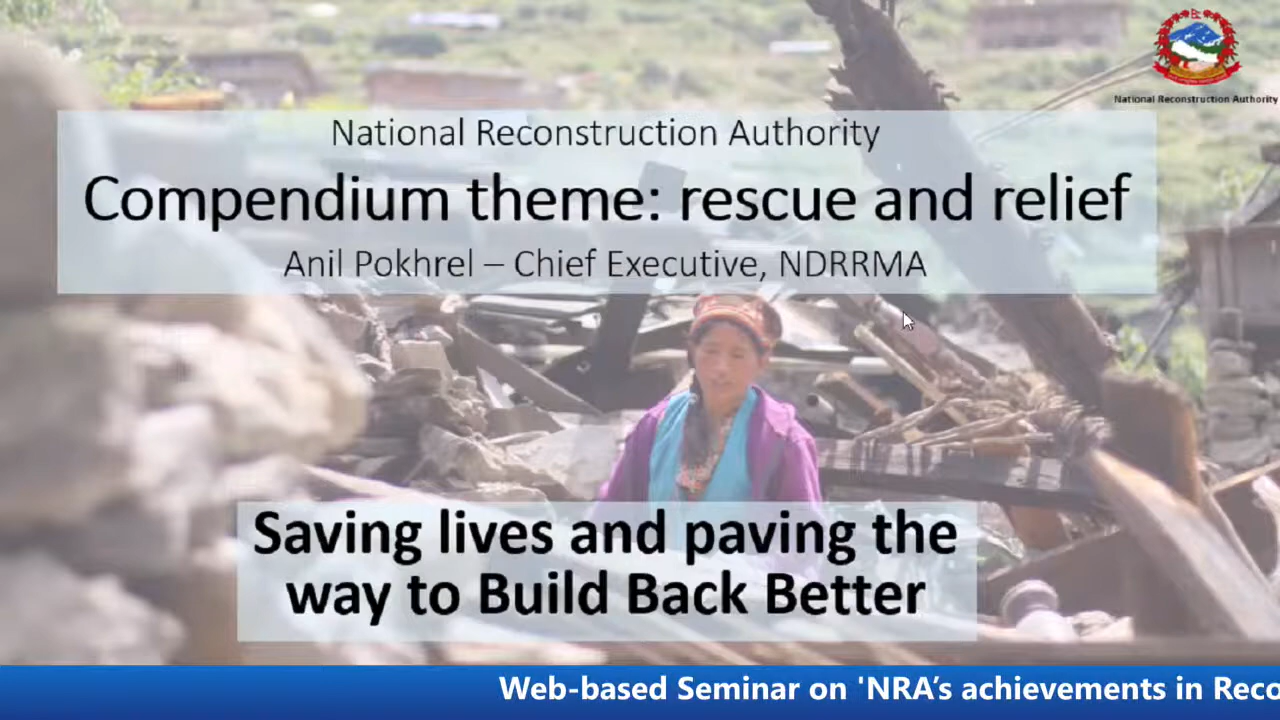 National Reconstruction Authority
National Reconstruction Authority
Compendium theme: rescue and relief
Anil Pokhrel – Chief Executive, NDRRMA
Saving lives and paving the
way to Build Back Better
Web-based Seminar on 'NRA’s achievements in Reco